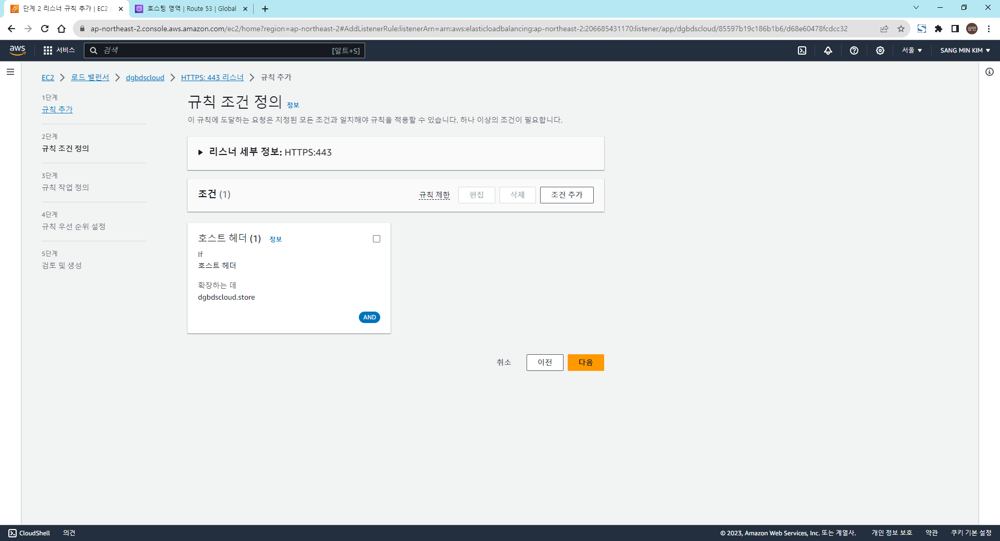 단계 2 리스너 규칙 추가 | EC2
호스팅 영역 | Route 53 | Global
ap-northeast-2.console.aws.amazon.com/ec2/home?region=ap-northeast-2#AddListenerRule:listenerArn=arn:aws:elasticloadbalancing:ap-northeast-2:206685431170:listener/app/dgbdscloud/85597b19c186b1b6/d68e60478fcdcc32
상민
aws
서비스
검색
[알트+S]
서울
SANG MIN KIM
EC2
로드 밸런서
dgbdscloud
HTTPS: 443 리스너
규칙 추가
1단계
규칙 추가
2단계
규칙 조건 정의
3단계
규칙 작업 정의
4단계
규칙 우선 순위 설정
5단계
검토 및 생성
규칙 조건 정의 정보
이 규칙에 도달하는 요청은 지정된 모든 조건과 일치해야 규칙을 적용할 수 있습니다. 하나 이상의 조건이 필요합니다.
리스너 세부 정보: HTTPS:443
조건 (1)
규칙 제한
편집
삭제
조건 추가
호스트 헤더 (1) 정보
If
호스트 헤더
확장하는 데
dgbdscloud.store
AND
취소
이전
다음
CloudShell
의견
© 2023, Amazon Web Services, Inc. 또는 계열사.
개인 정보 보호
약관
쿠키 기본 설정